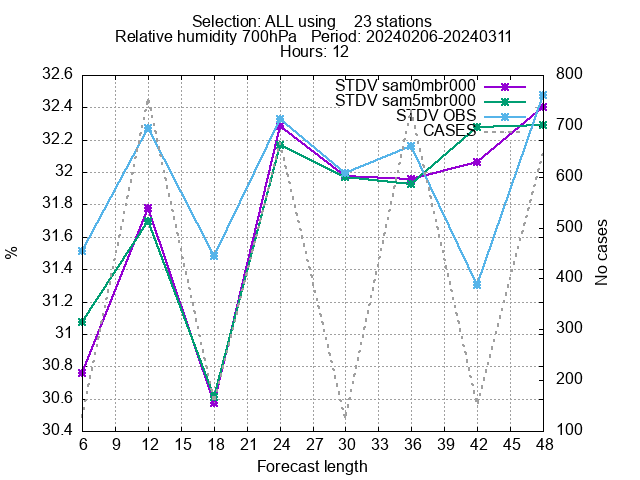 Selection: ALL using    23 stations
Relative humidity 700hPa   Period: 20240206-20240311
Hours: 12
STDV sam0mbr000
STDV sam5mbr000
STDV OBS
CASES
32.6
32.4
32.2
32
31.8
31.6
31.4
31.2
31
30.8
30.6
30.4
%
800
700
600
500
400
300
200
100
No cases
6 9 12 15 18 21 24 27 30 33 36 39 42 45 48
Forecast length